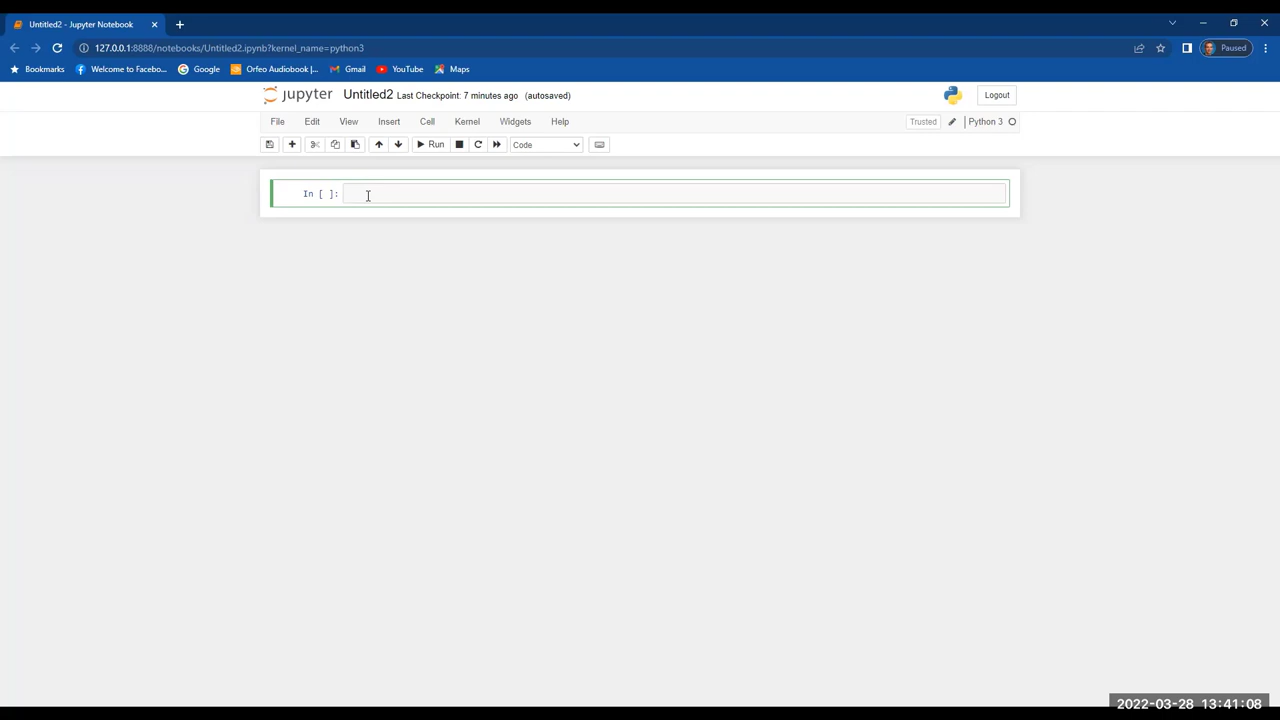 Untitled2 - Jupyter Notebook
127.0.0.1:8888/notebooks/Untitled2.ipynb?kernel_name=python3
Paused
Bookmarks Welcome to Facebo... Google Orfeo Audiobook |... Gmail YouTube Maps
jupyter Untitled2 Last Checkpoint: 7 minutes ago (autosaved) Logout
File Edit View Insert Cell Kernel Widgets Help Trusted Python 3
Run Code
In [ ]:
2022-03-28 13:41:08